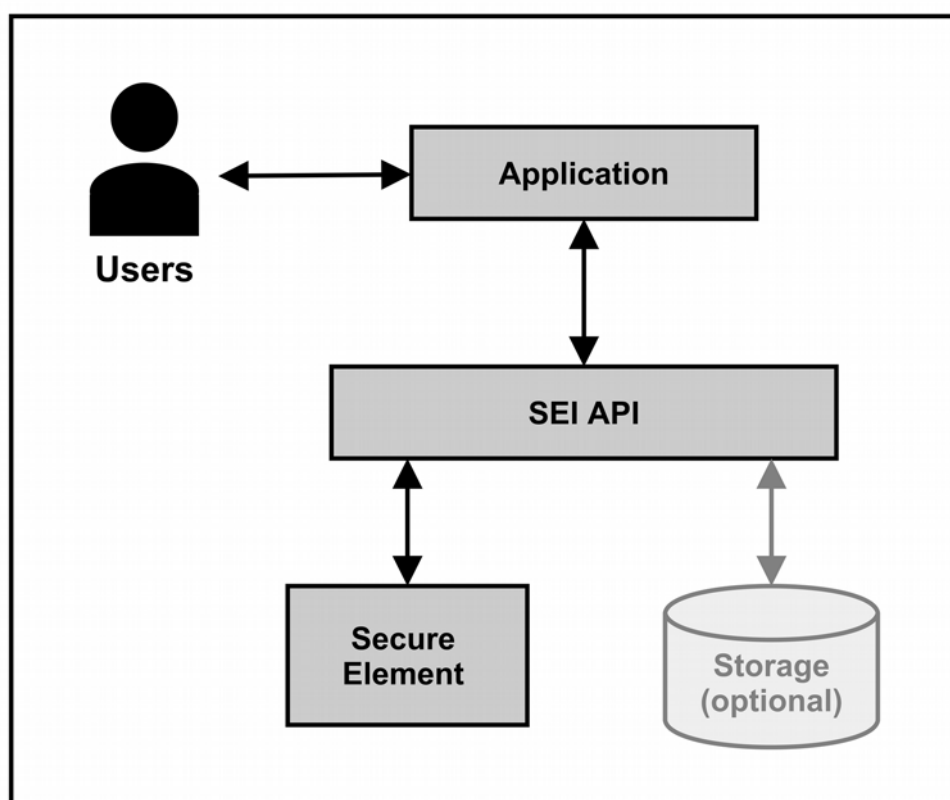 Application
Users
SEI API
Secure
Element
Storage
(optional)